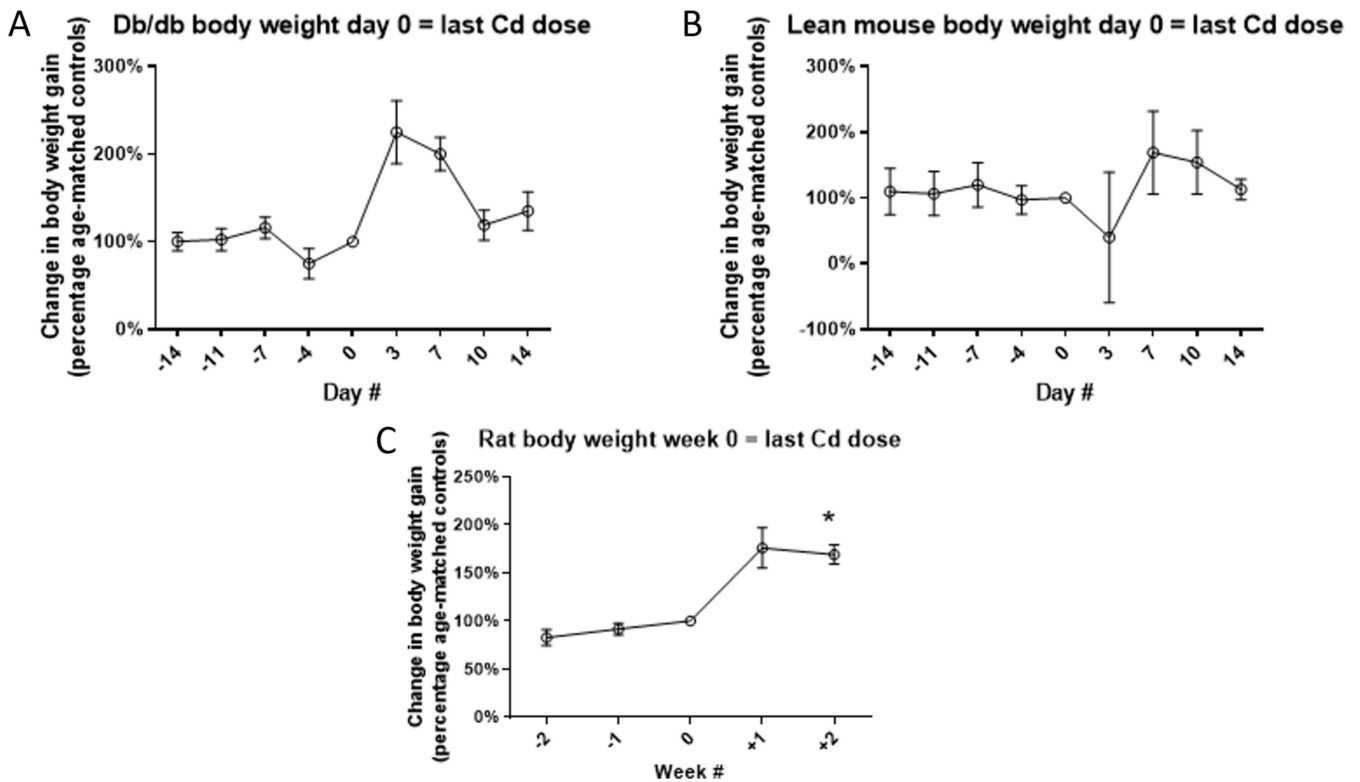 A
Db/db body weight day 0 = last Cd dose
Change in body weight gain
(percentage age-matched controls)
300%
200%
100%
0%
-14
-11
-7
-4
0
3
7
10
14
Day #
B
Lean mouse body weight day 0 = last Cd dose
Change in body weight gain
(percentage age-matched controls)
300%
200%
100%
0%
-100%
-14
-11
-7
-4
0
3
7
10
14
Day #
C
Rat body weight week 0 = last Cd dose
Change in body weight gain
(percentage age-matched controls)
250%
200%
150%
100%
50%
0%
*
-2
-1
0
+1
+2
Week #